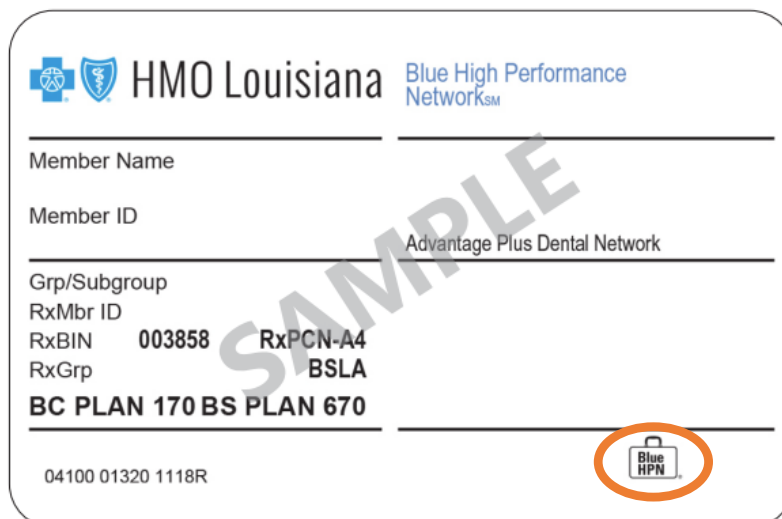 HMO Louisiana
Blue High Performance
Network℠
Member Name
Member ID
Advantage Plus Dental Network
SAMPLE
Grp/Subgroup
RxMbr ID
RxBIN 003858 RxPCN-A4
RxGrp BSLA
BC PLAN 170 BS PLAN 670
04100 01320 1118R
Blue
HPN®